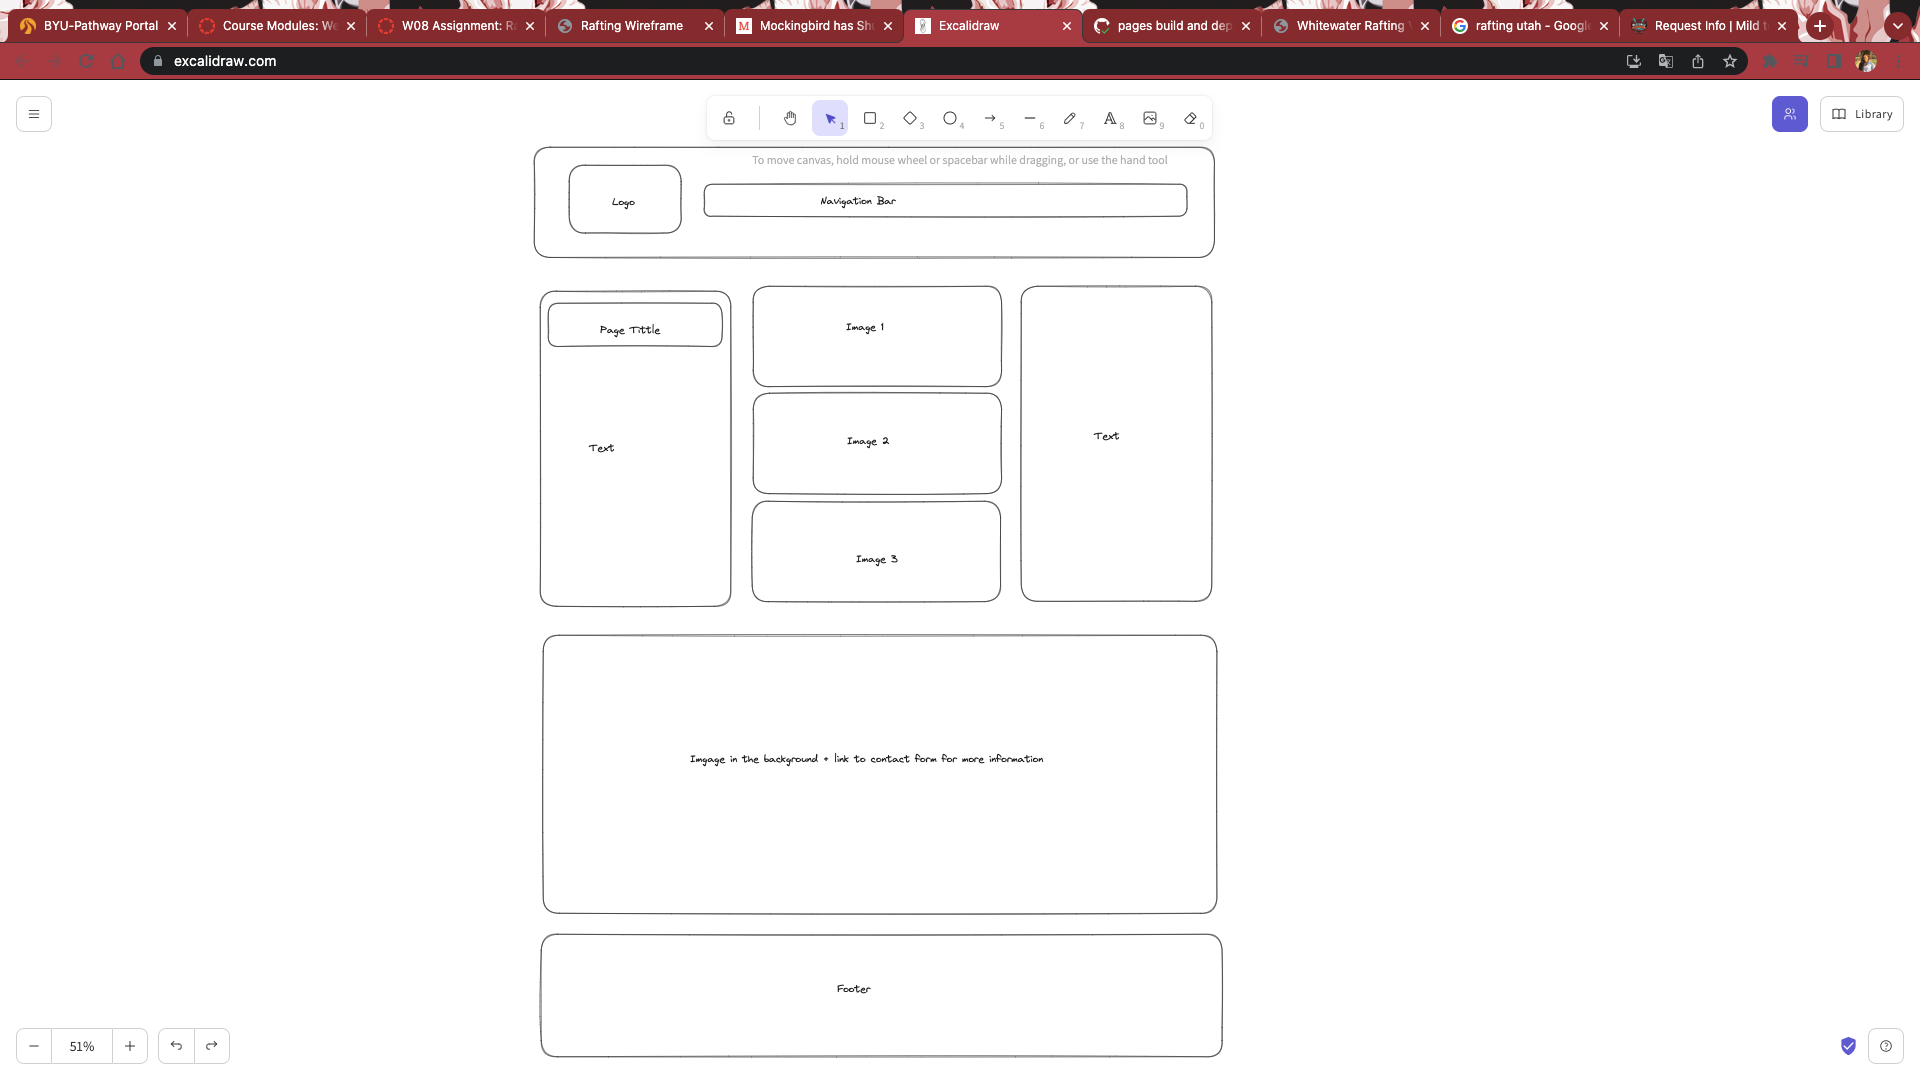 BYU-Pathway Portal
Course Modules: We
W08 Assignment: Ra
Rafting Wireframe
Mockingbird has Sh
Excalidraw
pages build and dep
Whitewater Rafting
rafting utah - Google
Request Info | Mild t
excalidraw.com
1 2 3 4 5 6 7 8 9 0
Library
To move canvas, hold mouse wheel or spacebar while dragging, or use the hand tool
Logo
Navigation Bar
Page Tittle
Text
Image 1
Image 2
Image 3
Text
Imgage in the background + link to contact form for more information
Footer
51%